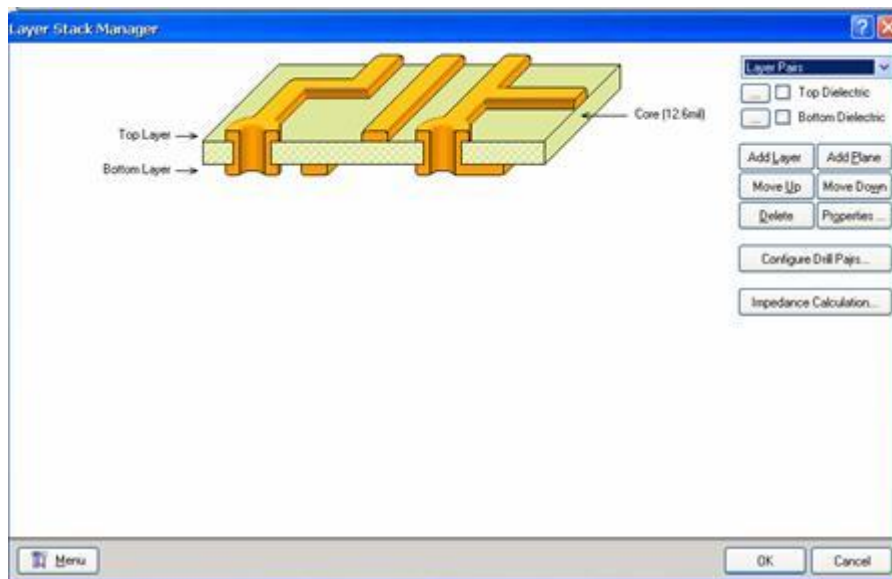 Layer Stack Manager
Layer Pairs
... Top Dielectric
... Bottom Dielectric
Core (12.6mil)
Top Layer
Bottom Layer
Add Layer Add Plane
Move Up Move Down
Delete Properties ...
Configure Drill Pairs...
Impedance Calculation...
Menu OK Cancel